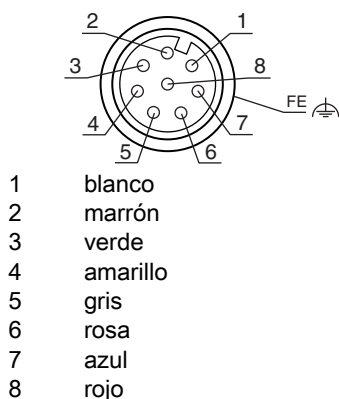 2 1
3 8
FE
4 7
5 6
1 blanco
2 marrón
3 verde
4 amarillo
5 gris
6 rosa
7 azul
8 rojo